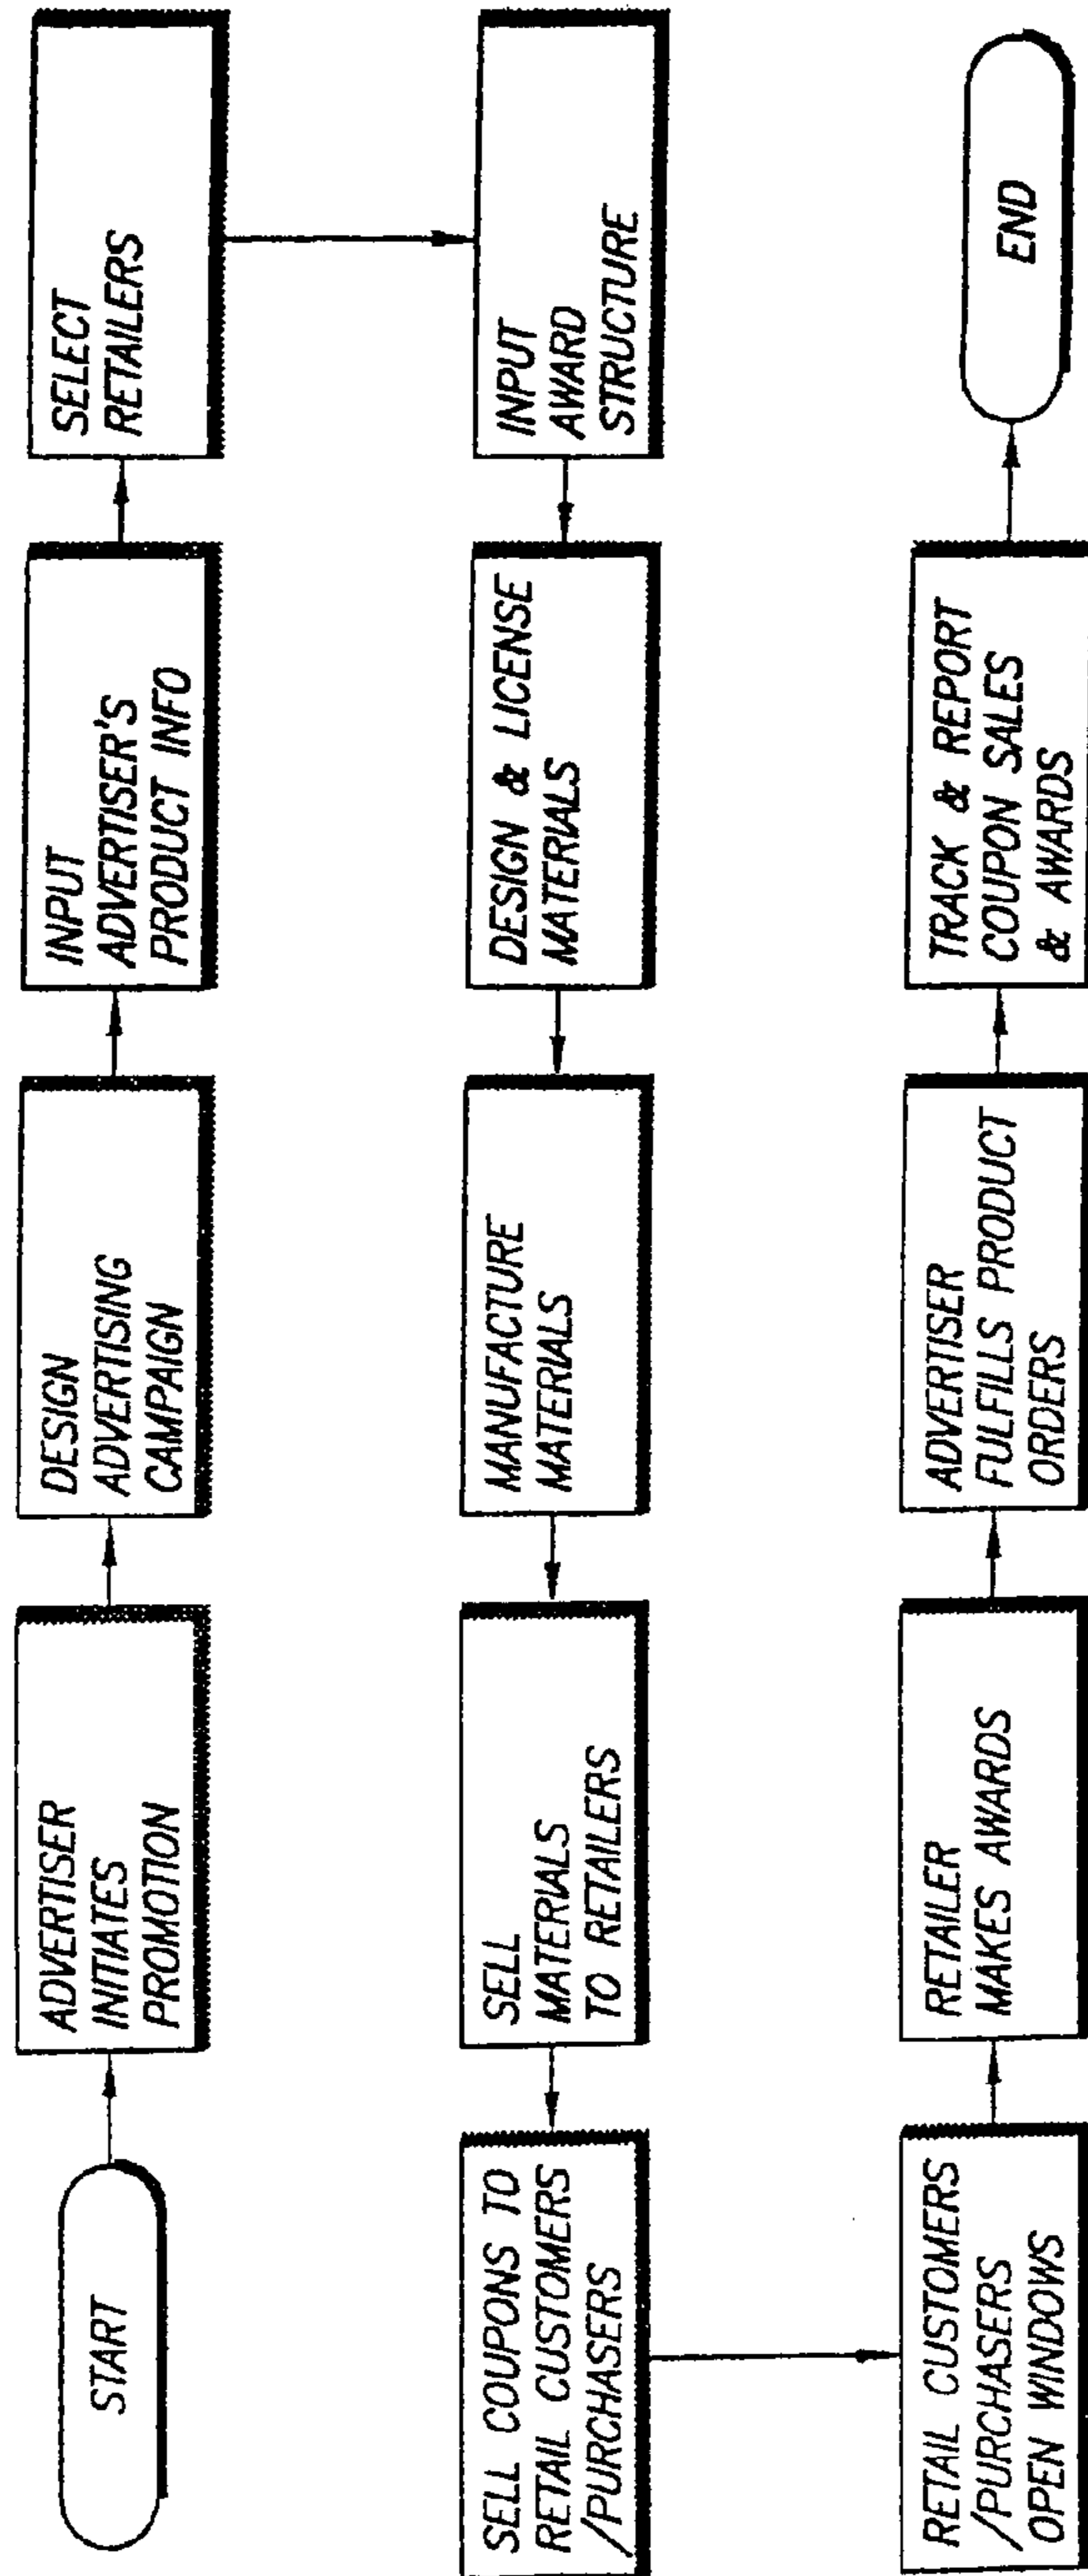 START
ADVERTISER
INITIATES
PROMOTION
DESIGN
ADVERTISING
CAMPAIGN
INPUT
ADVERTISER'S
PRODUCT INFO
SELECT
RETAILERS
INPUT
AWARD
STRUCTURE
DESIGN & LICENSE
MATERIALS
MANUFACTURE
MATERIALS
SELL
MATERIALS
TO RETAILERS
SELL COUPONS TO
RETAIL CUSTOMERS
/PURCHASERS
RETAIL CUSTOMERS
/PURCHASERS
OPEN WINDOWS
RETAILER
MAKES AWARDS
ADVERTISER
FULFILLS PRODUCT
ORDERS
TRACK & REPORT
COUPON SALES
& AWARDS
END